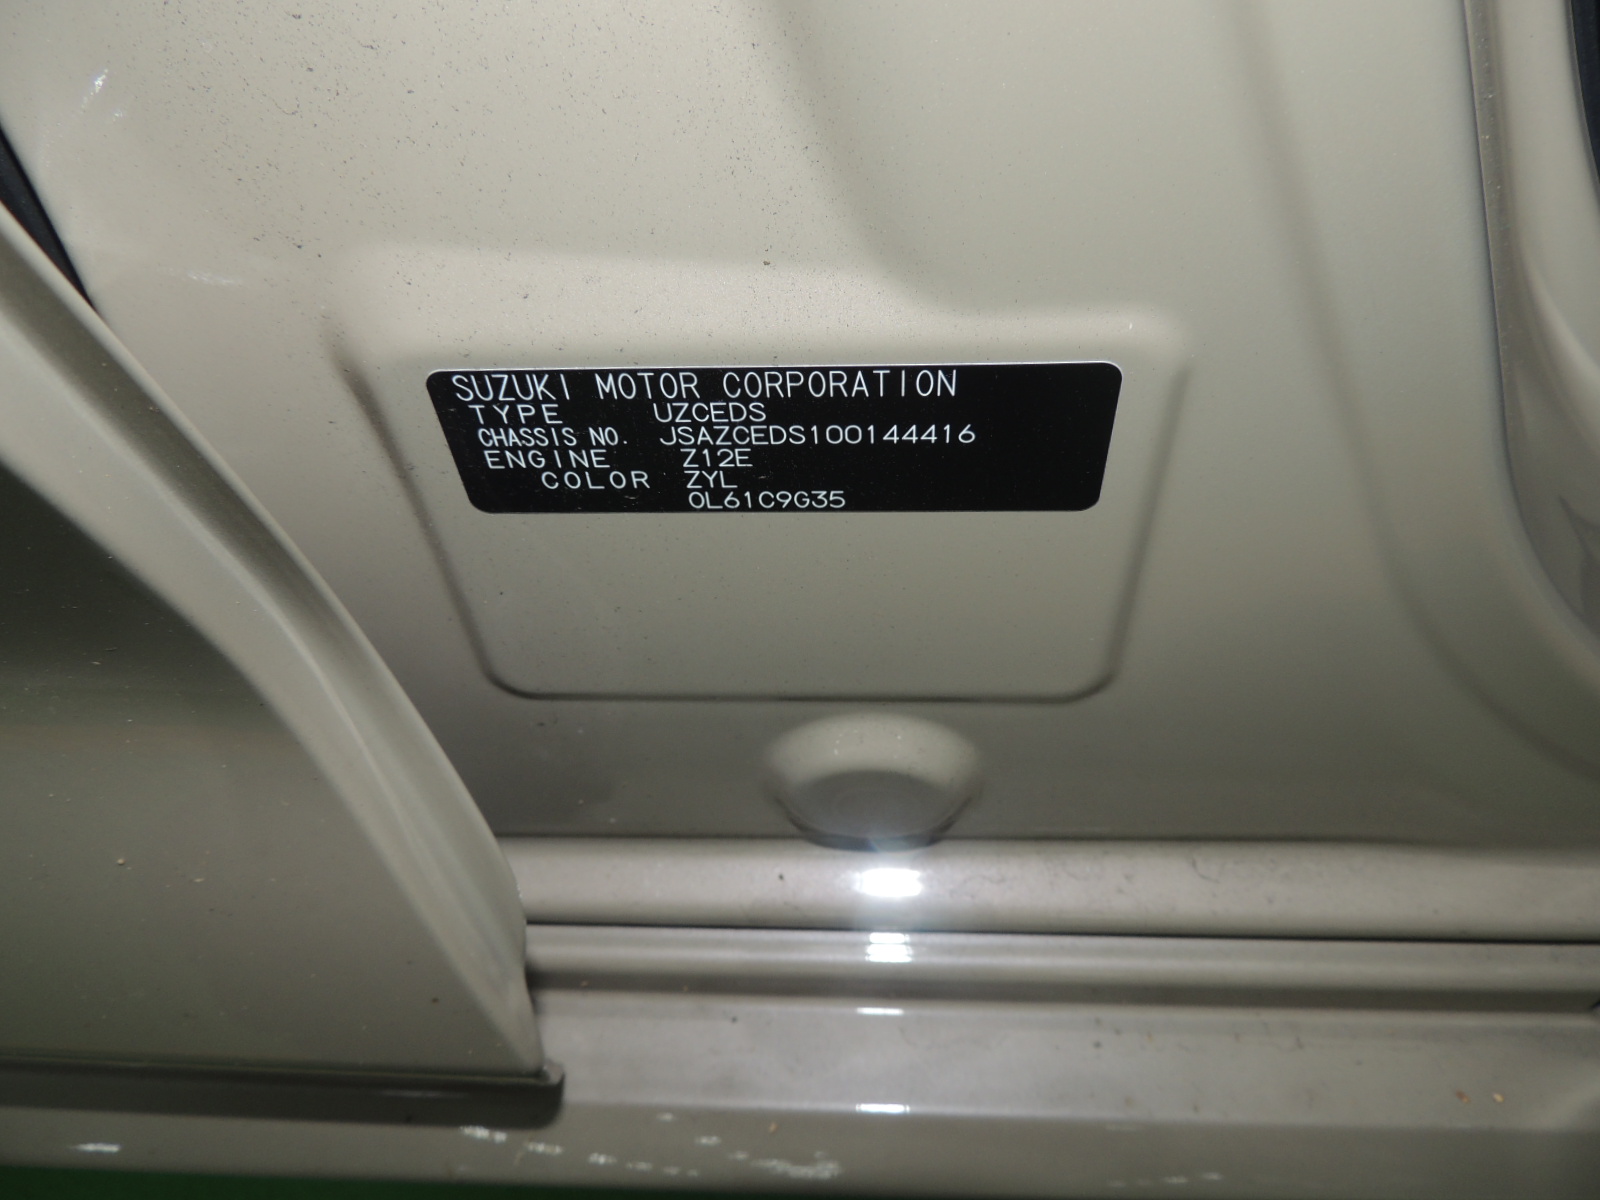 SUZUKI MOTOR CORPORATION
TYPE UZCEDS
CHASSIS NO. JSAZCEDS100144416
ENGINE Z12E
COLOR ZYL
0L61C9G35